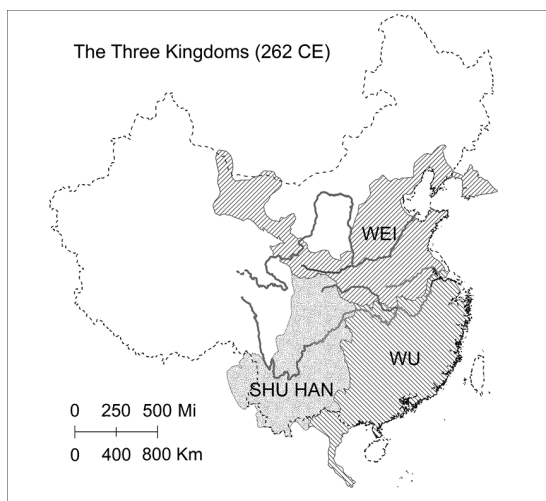 The Three Kingdoms (262 CE)
WEI
WU
SHU HAN
0 250 500 Mi
0 400 800 Km